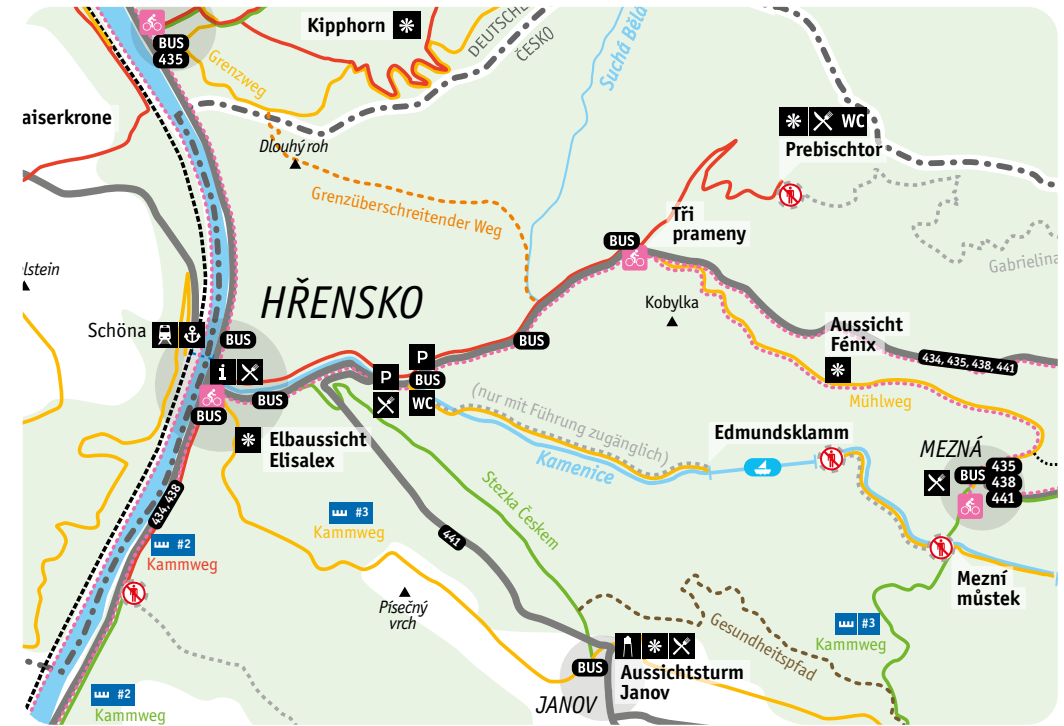 Kipphorn
DEUTSCHE
ČESKO
Suchá Bělá
BUS
435
Grenzweg
aiserkrone
Dlouhý roh
WC
Prebischtor
Grenzüberschreitender Weg
Tři
prameny
BUS
Gabrielina
lstein
HŘENSKO
Kobylka
Schöna
BUS
Aussicht
Fénix
BUS
P
434, 435, 438, 441
i
P
BUS
BUS
BUS
WC
Mühlweg
(nur mit Führung zugänglich)
Edmundsklamm
Elbaussicht
Elisalex
Kamenice
MEZNÁ
BUS
435
438
441
Stezka Českem
434, 438
#3
Kammweg
441
#2
Kammweg
Mezní
můstek
Písečný
vrch
Gesundheitspfad
#3
Kammweg
BUS
Aussichtsturm
Janov
#2
Kammweg
JANOV